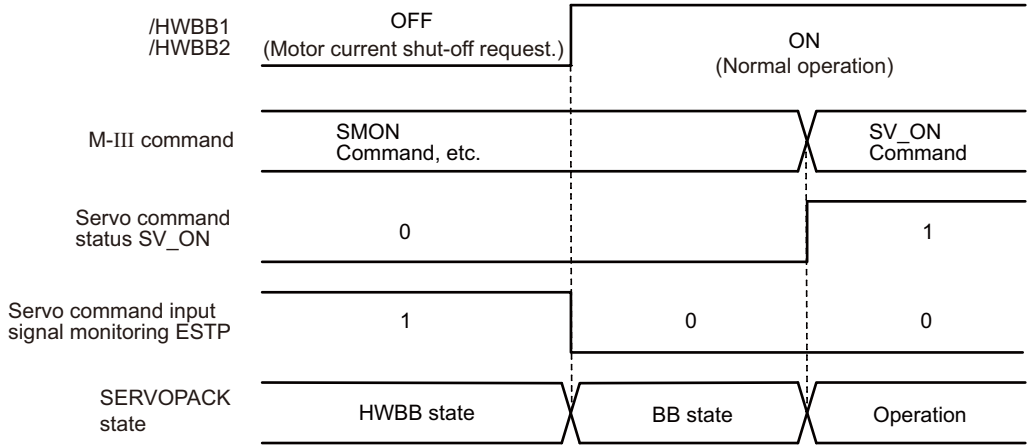 /HWBB1
/HWBB2
OFF
(Motor current shut-off request.)
ON
(Normal operation)
M-III command
SMON
Command, etc.
SV_ON
Command
Servo command
status SV_ON
0
1
Servo command input
signal monitoring ESTP
1
0
0
SERVOPACK
state
HWBB state
BB state
Operation